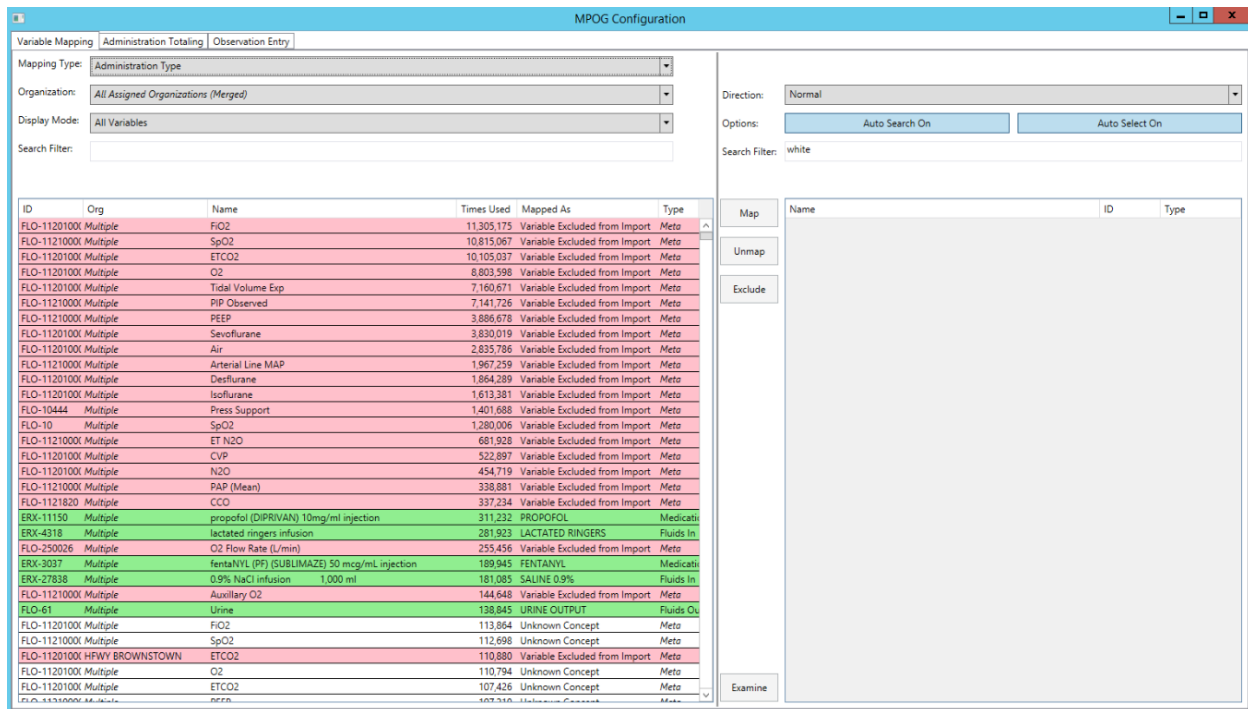 MPOG Configuration
Variable Mapping Administration Totaling Observation Entry
Mapping Type: Administration Type
Organization: All Assigned Organizations (Merged)
Display Mode: All Variables
Search Filter:
Direction: Normal
Options: Auto Search On Auto Select On
Search Filter: white
ID Org Name Times Used Mapped As Type
FLO-1120100( Multiple FiO2 11,305,175 Variable Excluded from Import Meta
FLO-1121000( Multiple SpO2 10,815,067 Variable Excluded from Import Meta
FLO-1120100( Multiple ETCO2 10,105,037 Variable Excluded from Import Meta
FLO-1120100( Multiple O2 8,803,598 Variable Excluded from Import Meta
FLO-1120100( Multiple Tidal Volume Exp 7,160,671 Variable Excluded from Import Meta
FLO-1121000( Multiple PIP Observed 7,141,726 Variable Excluded from Import Meta
FLO-1121000( Multiple PEEP 3,886,678 Variable Excluded from Import Meta
FLO-1120100( Multiple Sevoflurane 3,830,019 Variable Excluded from Import Meta
FLO-1120100( Multiple Air 2,835,786 Variable Excluded from Import Meta
FLO-1121000( Multiple Arterial Line MAP 1,967,259 Variable Excluded from Import Meta
FLO-1120100( Multiple Desflurane 1,864,289 Variable Excluded from Import Meta
FLO-1120100( Multiple Isoflurane 1,613,381 Variable Excluded from Import Meta
FLO-10444 Multiple Press Support 1,401,688 Variable Excluded from Import Meta
FLO-10 Multiple SpO2 1,280,006 Variable Excluded from Import Meta
FLO-1121000( Multiple ET N2O 681,928 Variable Excluded from Import Meta
FLO-1120100( Multiple CVP 522,897 Variable Excluded from Import Meta
FLO-1120100( Multiple N2O 454,719 Variable Excluded from Import Meta
FLO-1121000( Multiple PAP (Mean) 338,881 Variable Excluded from Import Meta
FLO-1121820 Multiple CCO 337,234 Variable Excluded from Import Meta
ERX-11150 Multiple propofol (DIPRIVAN) 10mg/ml injection 311,232 PROPOFOL Medicati
ERX-4318 Multiple lactated ringers infusion 281,923 LACTATED RINGERS Fluids In
FLO-250026 Multiple O2 Flow Rate (L/min) 255,456 Variable Excluded from Import Meta
ERX-3037 Multiple fentaNYL (PF) (SUBLIMAZE) 50 mcg/mL injection 189,945 FENTANYL Medicati
ERX-27838 Multiple 0.9% NaCl infusion 1,000 ml 181,085 SALINE 0.9% Fluids In
FLO-1121000( Multiple Auxillary O2 144,648 Variable Excluded from Import Meta
FLO-61 Multiple Urine 138,845 URINE OUTPUT Fluids Ou
FLO-1120100( Multiple FiO2 113,864 Unknown Concept Meta
FLO-1121000( Multiple SpO2 112,698 Unknown Concept Meta
FLO-1120100( HFWY BROWNSTOWN ETCO2 110,880 Variable Excluded from Import Meta
FLO-1120100( Multiple O2 110,794 Unknown Concept Meta
FLO-1120100( Multiple ETCO2 107,426 Unknown Concept Meta
Map
Unmap
Exclude
Examine
Name ID Type